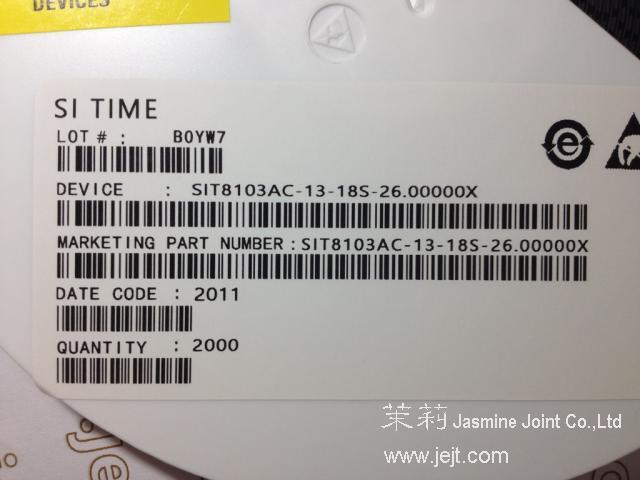 DEVICES
SI TIME
LOT # : B0YW7
DEVICE : SIT8103AC-13-18S-26.00000X
MARKETING PART NUMBER : SIT8103AC-13-18S-26.00000X
DATE CODE : 2011
QUANTITY : 2000
茉莉 Jasmine Joint Co.,Ltd
www.jejt.com